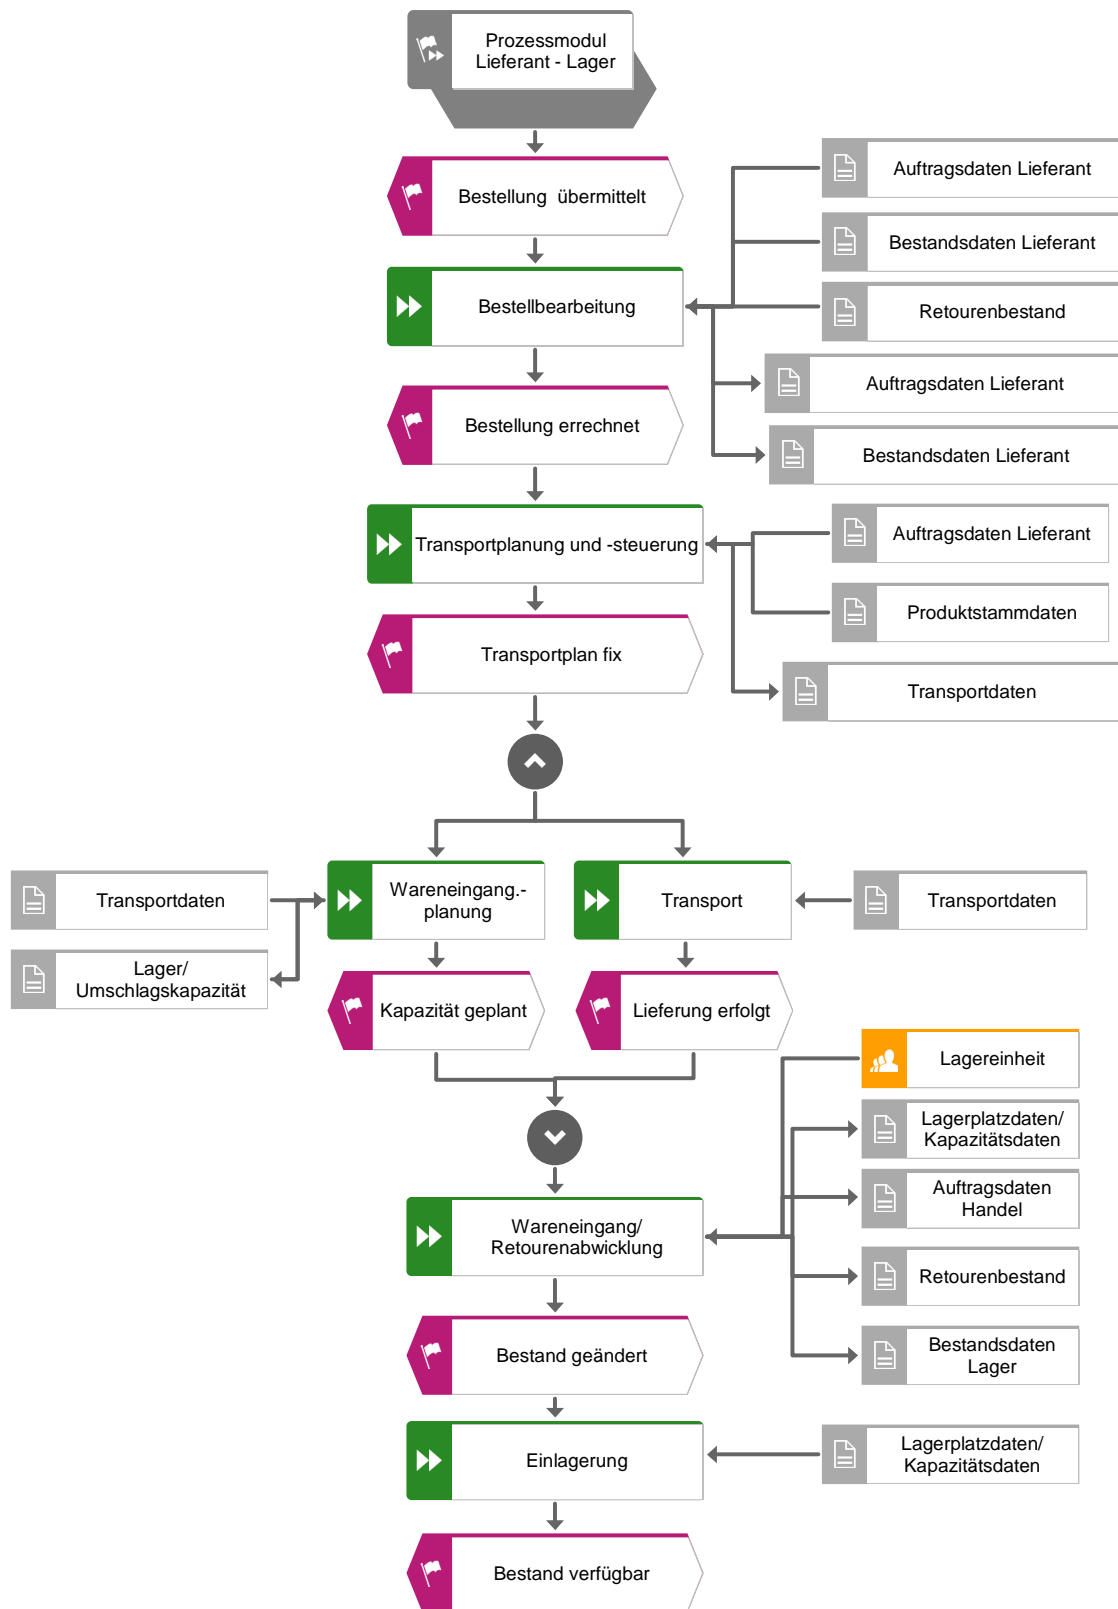 Prozessmodul
Lieferant - Lager
Bestellung übermittelt
Auftragsdaten Lieferant
Bestandsdaten Lieferant
Bestellbearbeitung
Retourenbestand
Auftragsdaten Lieferant
Bestellung errechnet
Bestandsdaten Lieferant
Transportplanung und -steuerung
Auftragsdaten Lieferant
Produktstammdaten
Transportplan fix
Transportdaten
Transportdaten
Wareneingang.-
planung
Transport
Transportdaten
Lager/
Umschlagskapazität
Kapazität geplant
Lieferung erfolgt
Lagereinheit
Lagerplatzdaten/
Kapazitätsdaten
Auftragsdaten
Handel
Wareneingang/
Retourenabwicklung
Retourenbestand
Bestand geändert
Bestandsdaten
Lager
Einlagerung
Lagerplatzdaten/
Kapazitätsdaten
Bestand verfügbar